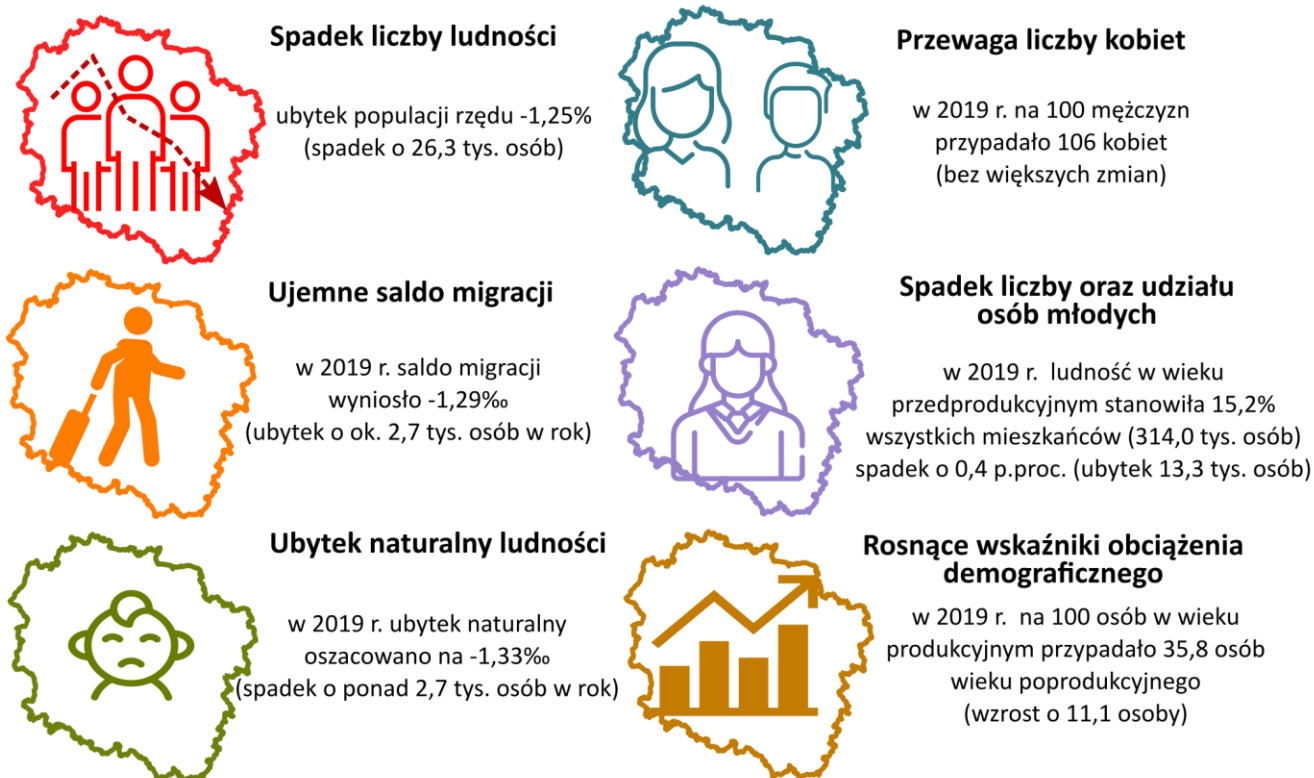 Spadek liczby ludności
ubytek populacji rzędu -1,25%
(spadek o 26,3 tys. osób)
Przewaga liczby kobiet
w 2019 r. na 100 mężczyzn
przypadało 106 kobiet
(bez większych zmian)
Ujemne saldo migracji
w 2019 r. saldo migracji
wyniosło -1,29‰
(ubytek o ok. 2,7 tys. osób w rok)
Spadek liczby oraz udziału
osób młodych
w 2019 r. ludność w wieku
przedprodukcyjnym stanowiła 15,2%
wszystkich mieszkańców (314,0 tys. osób)
spadek o 0,4 p.proc. (ubytek 13,3 tys. osób)
Ubytek naturalny ludności
w 2019 r. ubytek naturalny
oszacowano na -1,33‰
(spadek o ponad 2,7 tys. osób w rok)
Rosnące wskaźniki obciążenia
demograficznego
w 2019 r. na 100 osób w wieku
produkcyjnym przypadało 35,8 osób
wieku poprodukcyjnego
(wzrost o 11,1 osoby)